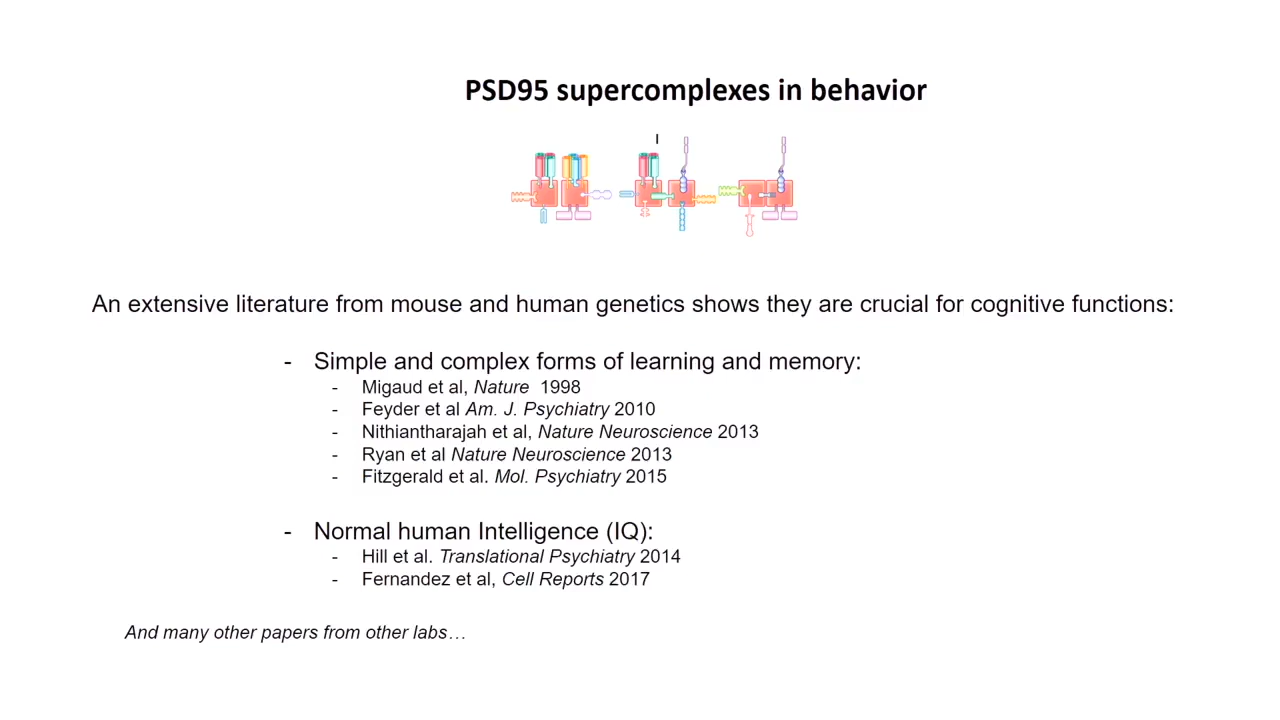 PSD95 supercomplexes in behavior
An extensive literature from mouse and human genetics shows they are crucial for cognitive functions:
- Simple and complex forms of learning and memory:
- Migaud et al, Nature 1998
- Feyder et al Am. J. Psychiatry 2010
- Nithiantharajah et al, Nature Neuroscience 2013
- Ryan et al Nature Neuroscience 2013
- Fitzgerald et al. Mol. Psychiatry 2015
- Normal human Intelligence (IQ):
- Hill et al. Translational Psychiatry 2014
- Fernandez et al, Cell Reports 2017
And many other papers from other labs…